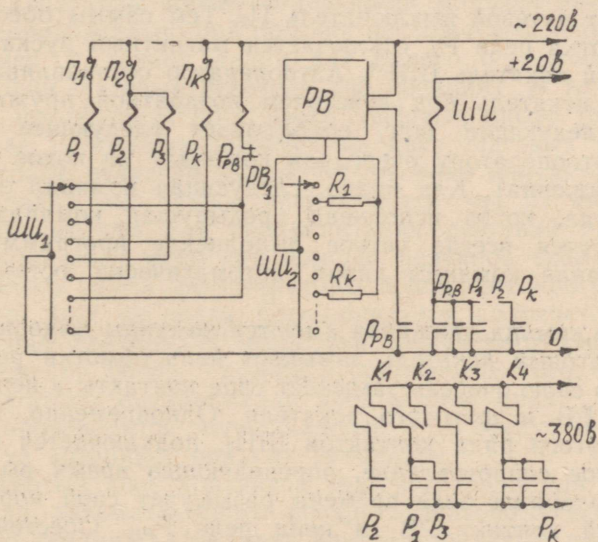 ~220в
+20в
П1 П2 Пк
РВ
ШИ
Р1 Р2 Р3 Рк РРВ РВ1
ШИ1
ШИ2
R1
Rк
РРВ
РРВ Р1 Р2 Рк
0
К1 К2 К3 К4
~380в
Р2 Р1 Р3 Рк